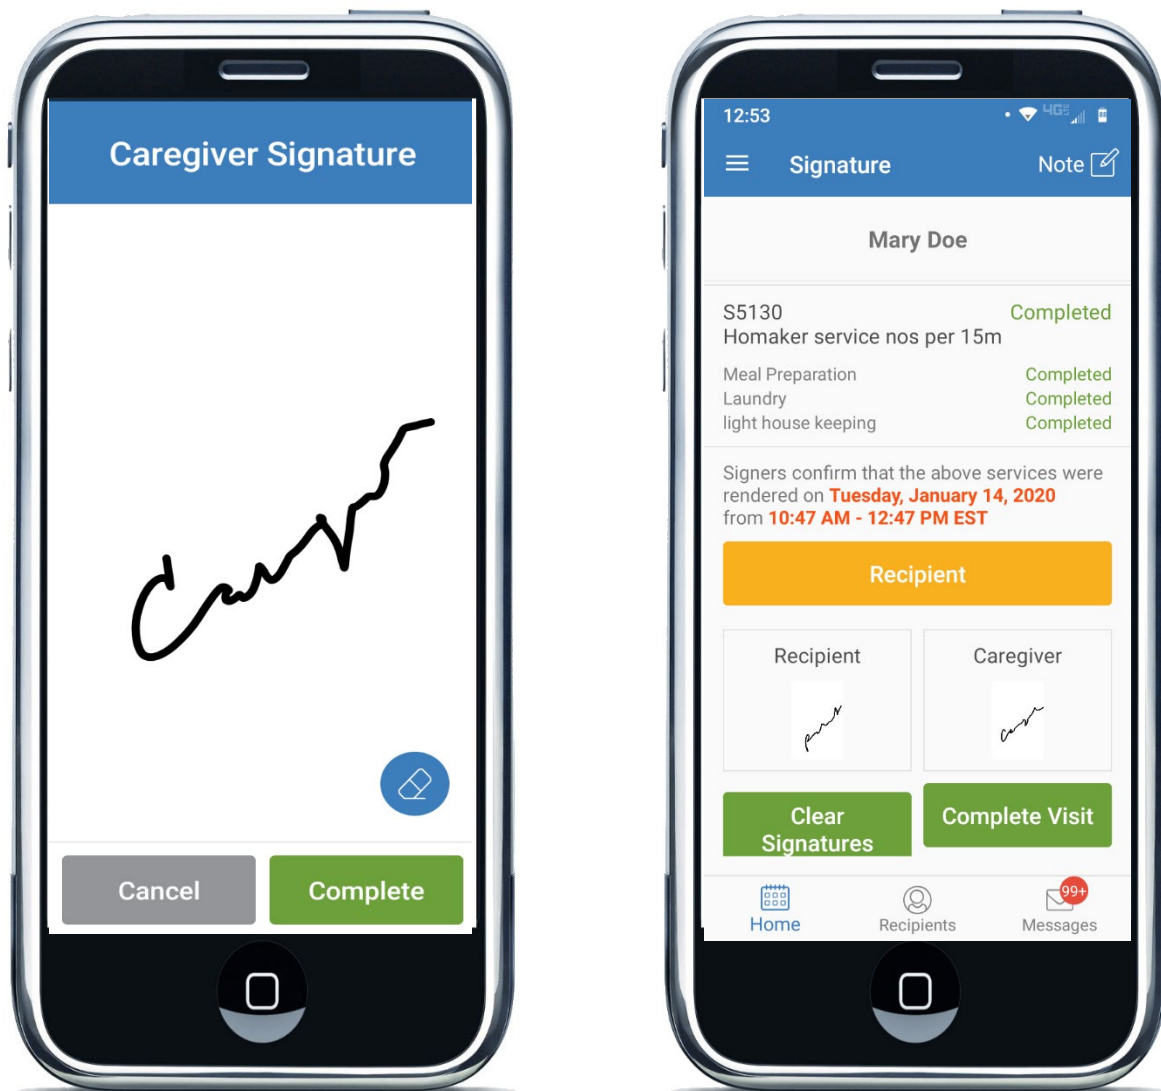 Caregiver Signature
Cancel
Complete
12:53
4G
Signature
Note
Mary Doe
S5130
Completed
Homaker service nos per 15m
Meal Preparation
Completed
Laundry
Completed
light house keeping
Completed
Signers confirm that the above services were
rendered on Tuesday, January 14, 2020
from 10:47 AM - 12:47 PM EST
Recipient
Recipient
Caregiver
Clear
Signatures
Complete Visit
99+
Home
Recipients
Messages